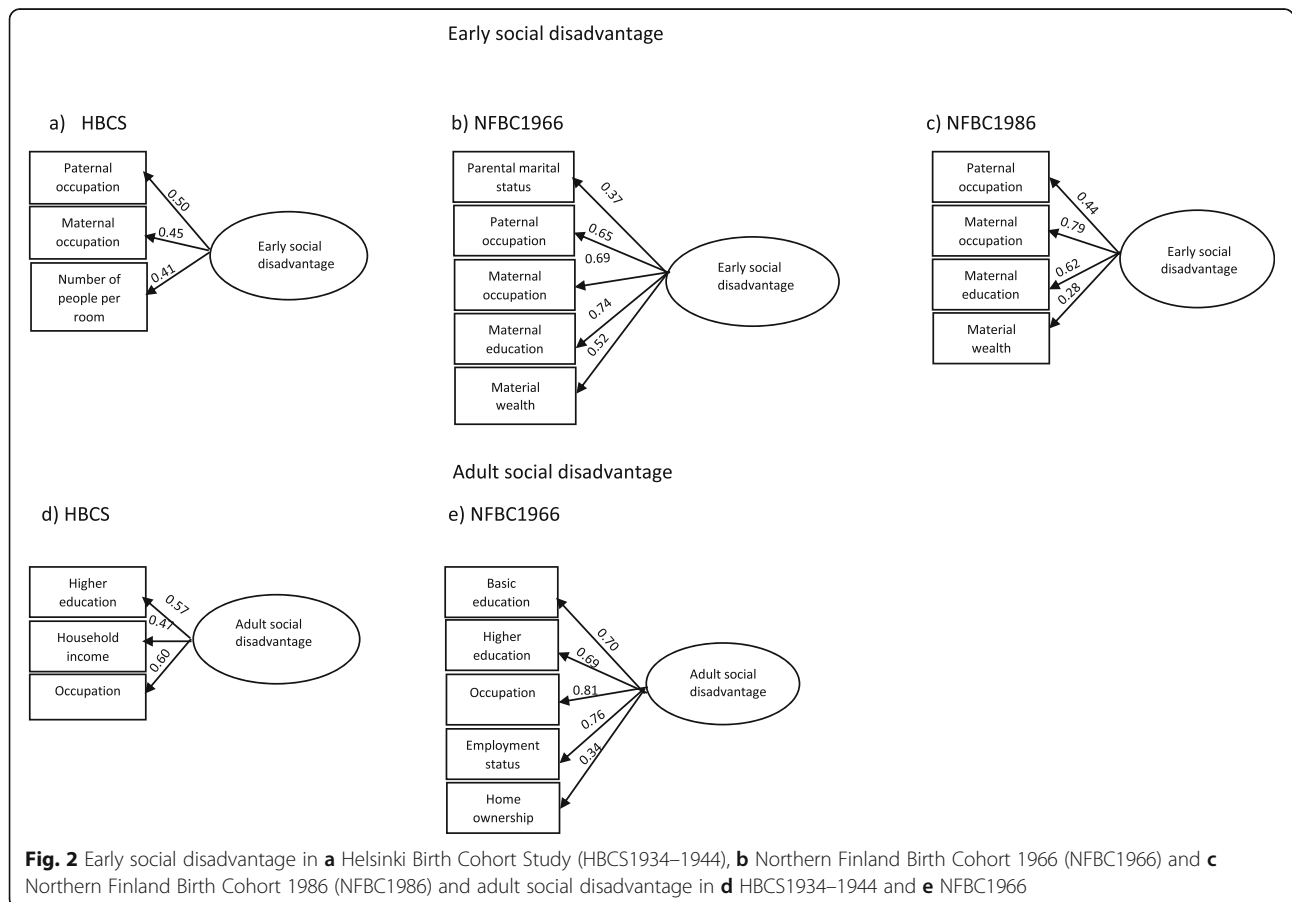 Early social disadvantage
a) HBCS
Paternal
occupation
Maternal
occupation
Number of
people per
room
0.50
0.45
0.41
Early social
disadvantage
b) NFBC1966
Parental marital
status
Paternal
occupation
Maternal
occupation
Maternal
education
Material
wealth
0.37
0.65
0.69
0.74
0.52
Early social
disadvantage
c) NFBC1986
Paternal
occupation
Maternal
occupation
Maternal
education
Material
wealth
0.44
0.79
0.62
0.28
Early social
disadvantage
Adult social disadvantage
d) HBCS
Higher
education
Household
income
Occupation
0.57
0.47
0.60
Adult social
disadvantage
e) NFBC1966
Basic
education
Higher
education
Occupation
Employment
status
Home
ownership
0.70
0.69
0.81
0.76
0.34
Adult social
disadvantage
Fig. 2 Early social disadvantage in a Helsinki Birth Cohort Study (HBCS1934–1944), b Northern Finland Birth Cohort 1966 (NFBC1966) and c
Northern Finland Birth Cohort 1986 (NFBC1986) and adult social disadvantage in d HBCS1934–1944 and e NFBC1966